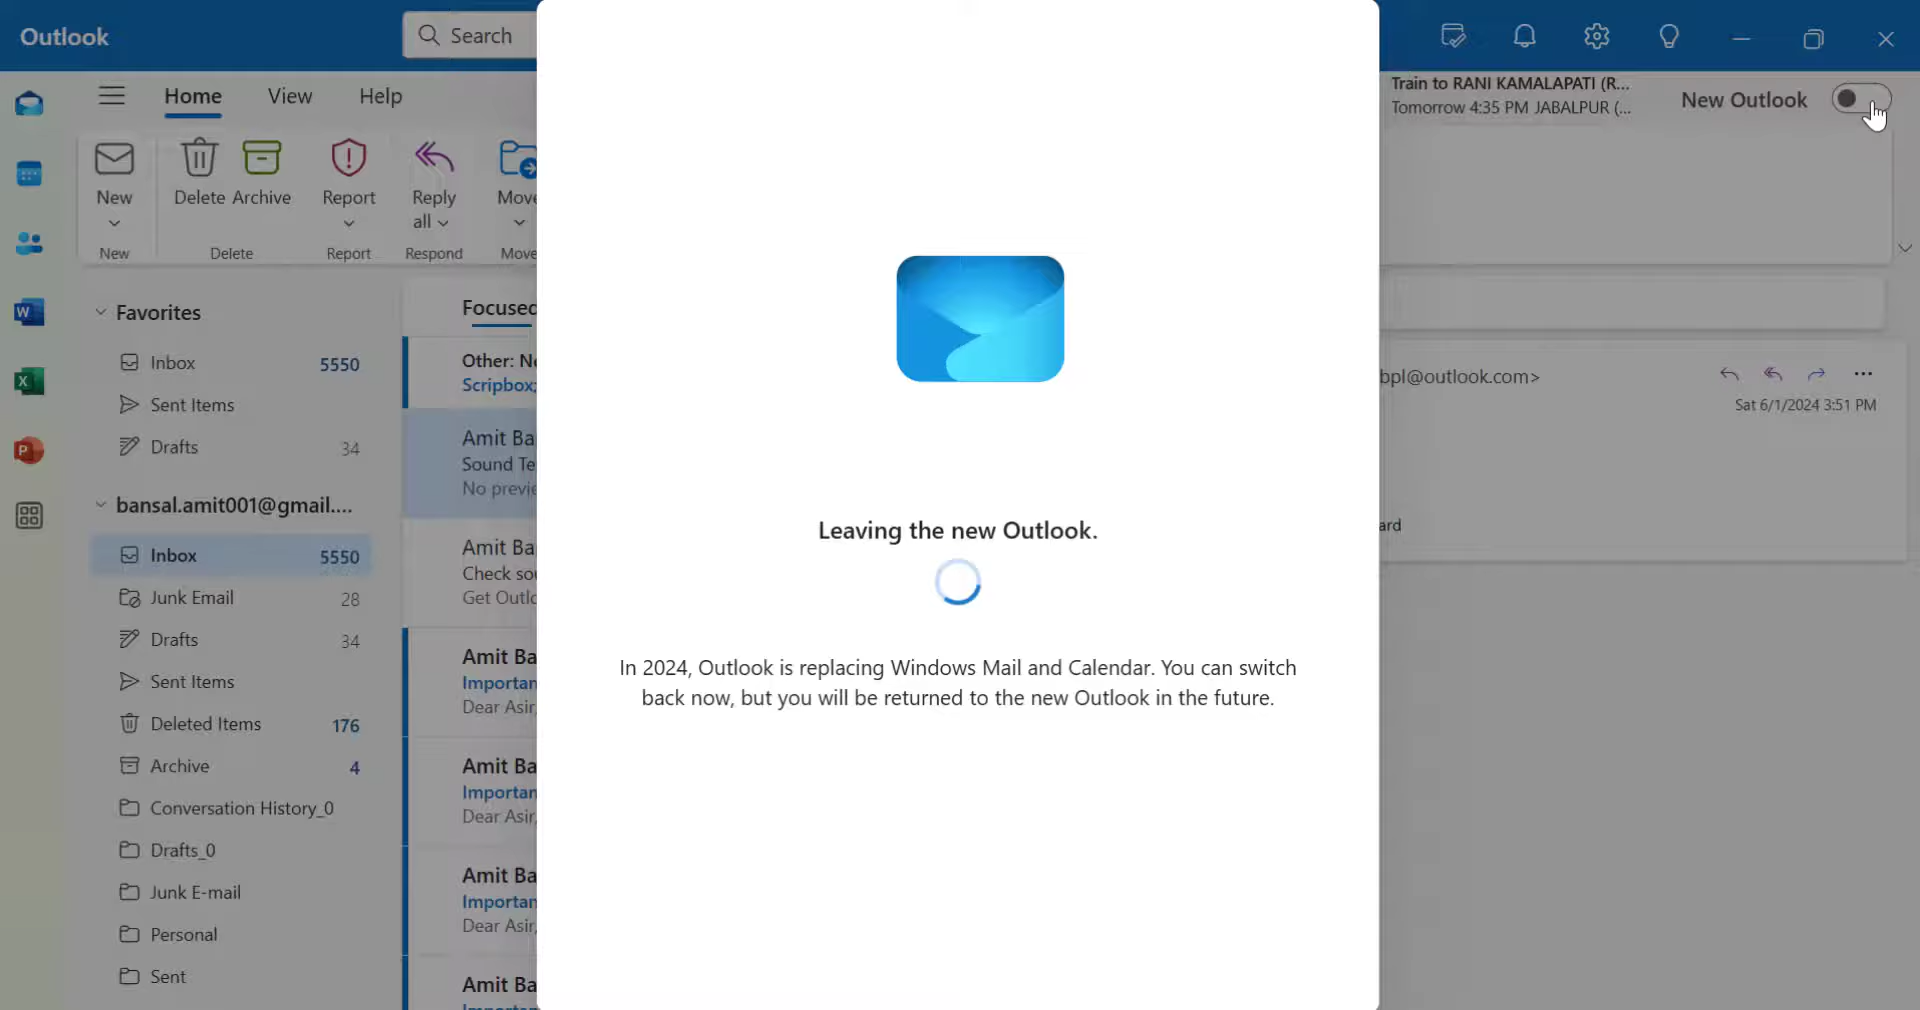 Outlook
Search
Home
View
Help
Train to RANI KAMALAPATI (R...
Tomorrow 4:35 PM JABALPUR (...
New Outlook
New
Delete
Archive
Report
Reply
all
Move
New
Delete
Report
Respond
Move
Favorites
Inbox 5550
Sent Items
Drafts 34
bansal.amit001@gmail....
Inbox 5550
Junk Email 28
Drafts 34
Sent Items
Deleted Items 176
Archive 4
Conversation History_0
Drafts_0
Junk E-mail
Personal
Sent
Focused
Other: Ne
Scripbox;
Amit Ba
Sound Te
No previe
Amit Ba
Check sou
Get Outlo
Amit Ba
Importan
Dear Asir,
Amit Ba
Importan
Dear Asir,
Amit Ba
Importan
Dear Asir,
Amit Ba
Leaving the new Outlook.
In 2024, Outlook is replacing Windows Mail and Calendar. You can switch
back now, but you will be returned to the new Outlook in the future.
bpl@outlook.com>
Sat 6/1/2024 3:51 PM
ard
W
X
P